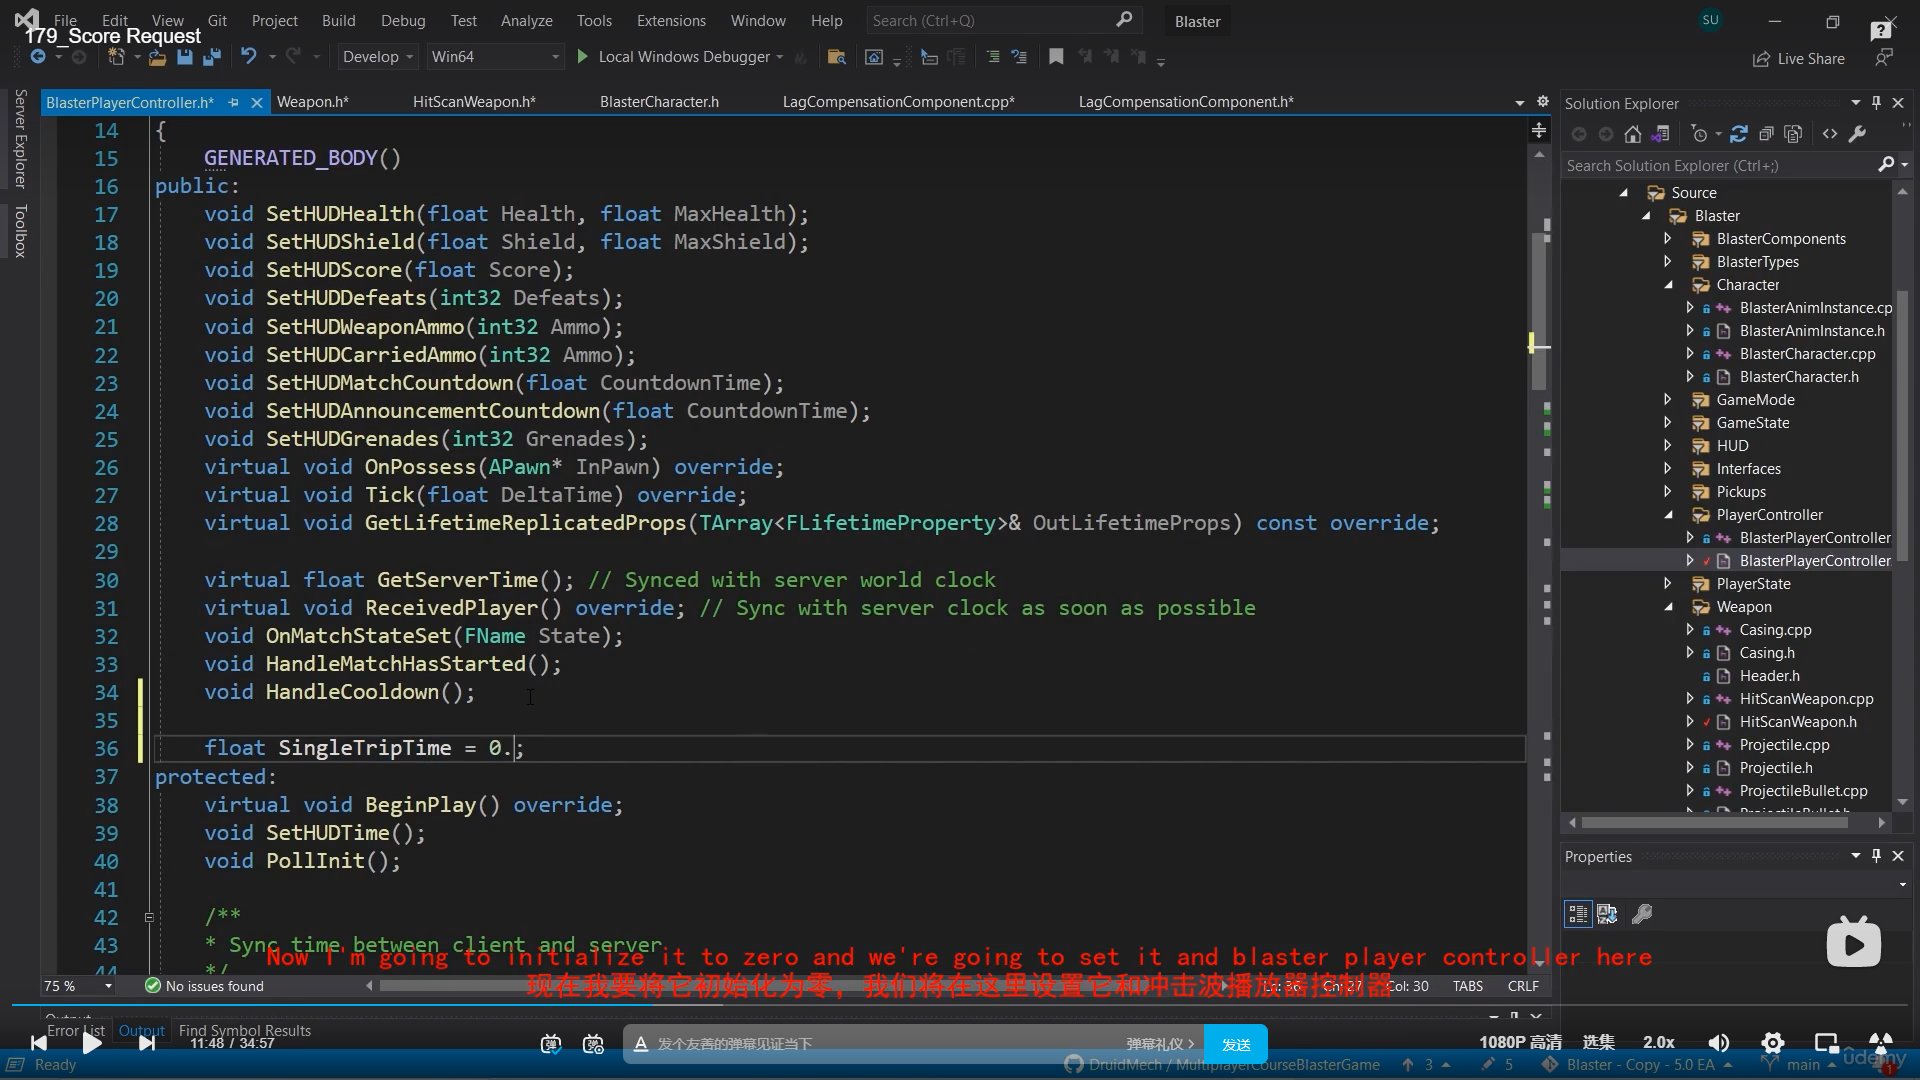 File Edit View Git Project Build Debug Test Analyze Tools Extensions Window Help Search (Ctrl+Q) Blaster SU
179_Score Request
Develop Win64 Local Windows Debugger Live Share
Server Explorer
Toolbox
BlasterPlayerController.h* Weapon.h* HitScanWeapon.h* BlasterCharacter.h LagCompensationComponent.cpp* LagCompensationComponent.h*
14 {
15 GENERATED_BODY()
16 public:
17 void SetHUDHealth(float Health, float MaxHealth);
18 void SetHUDShield(float Shield, float MaxShield);
19 void SetHUDScore(float Score);
20 void SetHUDDefeats(int32 Defeats);
21 void SetHUDWeaponAmmo(int32 Ammo);
22 void SetHUDCarriedAmmo(int32 Ammo);
23 void SetHUDMatchCountdown(float CountdownTime);
24 void SetHUDAnnouncementCountdown(float CountdownTime);
25 void SetHUDGrenades(int32 Grenades);
26 virtual void OnPossess(APawn* InPawn) override;
27 virtual void Tick(float DeltaTime) override;
28 virtual void GetLifetimeReplicatedProps(TArray<FLifetimeProperty>& OutLifetimeProps) const override;
29
30 virtual float GetServerTime(); // Synced with server world clock
31 virtual void ReceivedPlayer() override; // Sync with server clock as soon as possible
32 void OnMatchStateSet(FName State);
33 void HandleMatchHasStarted();
34 void HandleCooldown();
35
36 float SingleTripTime = 0.;
37 protected:
38 virtual void BeginPlay() override;
39 void SetHUDTime();
40 void PollInit();
41
42 /**
43 * Sync time between client and server
44 */
Now I'm going to initialize it to zero and we're going to set it and blaster player controller here
现在我要将它初始化为零，我们将在这里设置它和冲击波播放器控制器
75 % No issues found Ln: 36 Ch: 27 Col: 30 TABS CRLF
Solution Explorer
Search Solution Explorer (Ctrl+;)
Source
Blaster
BlasterComponents
BlasterTypes
Character
BlasterAnimInstance.cp
BlasterAnimInstance.h
BlasterCharacter.cpp
BlasterCharacter.h
GameMode
GameState
HUD
Interfaces
Pickups
PlayerController
BlasterPlayerController
BlasterPlayerController.
PlayerState
Weapon
Casing.cpp
Casing.h
Header.h
HitScanWeapon.cpp
HitScanWeapon.h
Projectile.cpp
Projectile.h
ProjectileBullet.cpp
ProjectileBullet.h
Properties
Output
Error List Output Find Symbol Results
11:48 / 34:57 弹 弹 A 发个友善的弹幕见证当下 弹幕礼仪 > 发送 1080P 高清 选集 2.0x
Ready DruidMech / MultiplayerCourseBlasterGame 3 5 Blaster - Copy - 5.0 EA main 1
ûdemy